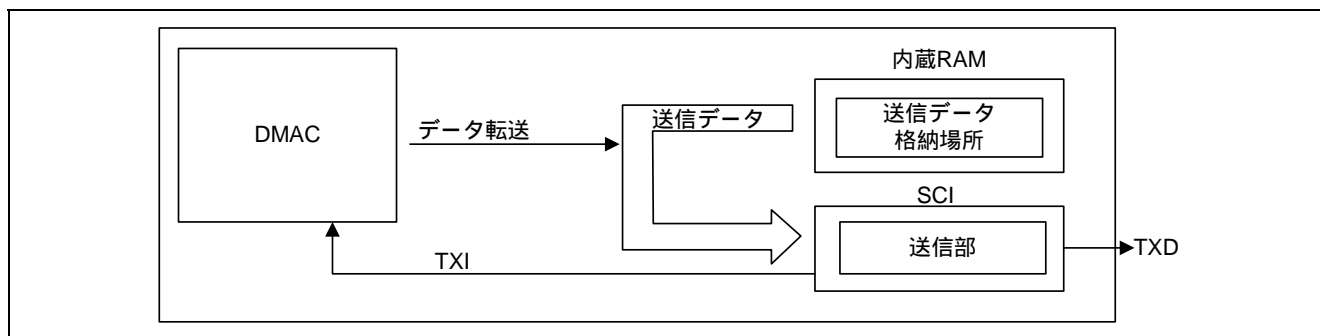 内蔵RAM
DMAC
データ転送
送信データ
送信データ
格納場所
SCI
送信部
TXI
TXD